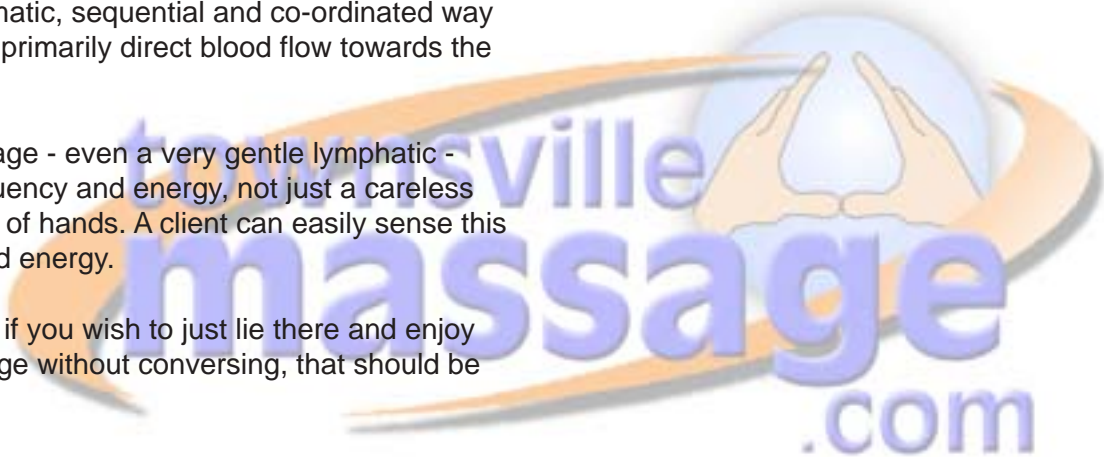 matic, sequential and co-ordinated way
primarily direct blood flow towards the
age - even a very gentle lymphatic -
uency and energy, not just a careless
of hands. A client can easily sense this
d energy.
if you wish to just lie there and enjoy
ge without conversing, that should be
townsville
massage
.com